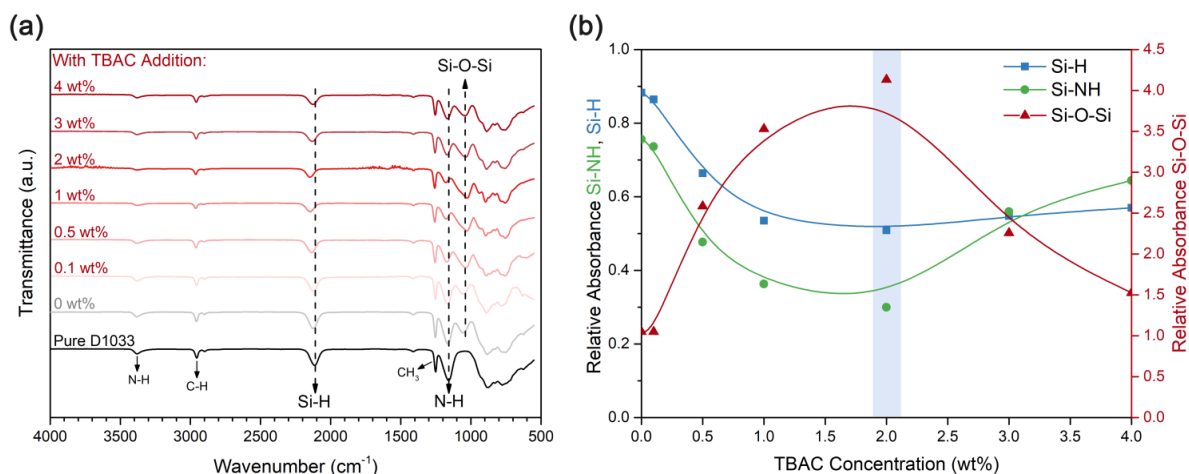 (a)
With TBAC Addition:
4 wt%
3 wt%
2 wt%
1 wt%
0.5 wt%
0.1 wt%
0 wt%
Pure D1033
Si-O-Si
N-H
C-H
Si-H
CH3
N-H
Transmittance (a.u.)
4000 3500 3000 2500 2000 1500 1000 500
Wavenumber (cm-1)
(b)
Relative Absorbance Si-NH, Si-H
1.0
0.8
0.6
0.4
0.2
0.0
Si-H
Si-NH
Si-O-Si
4.5
4.0
3.5
3.0
2.5
2.0
1.5
1.0
0.5
0.0
Relative Absorbance Si-O-Si
0.0 0.5 1.0 1.5 2.0 2.5 3.0 3.5 4.0
TBAC Concentration (wt%)